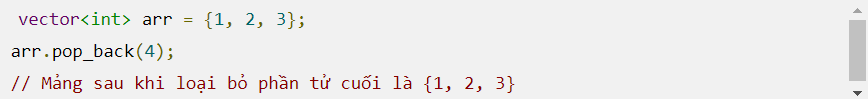 vector<int> arr = {1, 2, 3};
arr.pop_back(4);
// Mảng sau khi loại bỏ phần tử cuối là {1, 2, 3}